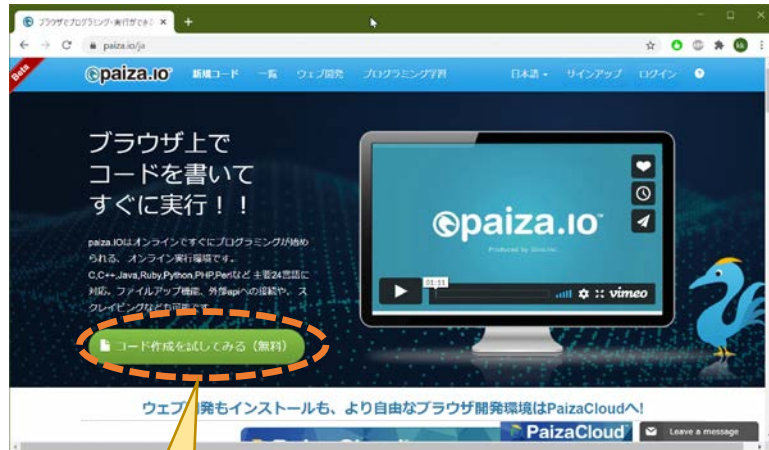 ブラウザでプログラミング・実行ができ
paiza.io/ja
kk
Beta
paiza.IO
新規コード 一覧 ウェブ開発 プログラミング学習 日本語 サインアップ ログイン
ブラウザ上で
コードを書いて
すぐに実行!!
paiza.IOはオンラインですぐにプログラミングが始め
られる、オンライン実行環境です。
C,C++,Java,Ruby,Python,PHP,Perlなど主要24言語に
対応。ファイルアップ機能、外部apiへの接続や、ス
クレイピングなども可能です。
コード作成を試してみる(無料)
paiza.IO
Produced by Gino,Inc.
01:51
vimeo
ウェブ開発もインストールも、より自由なブラウザ開発環境はPaizaCloudへ!
PaizaCloud
Leave a message